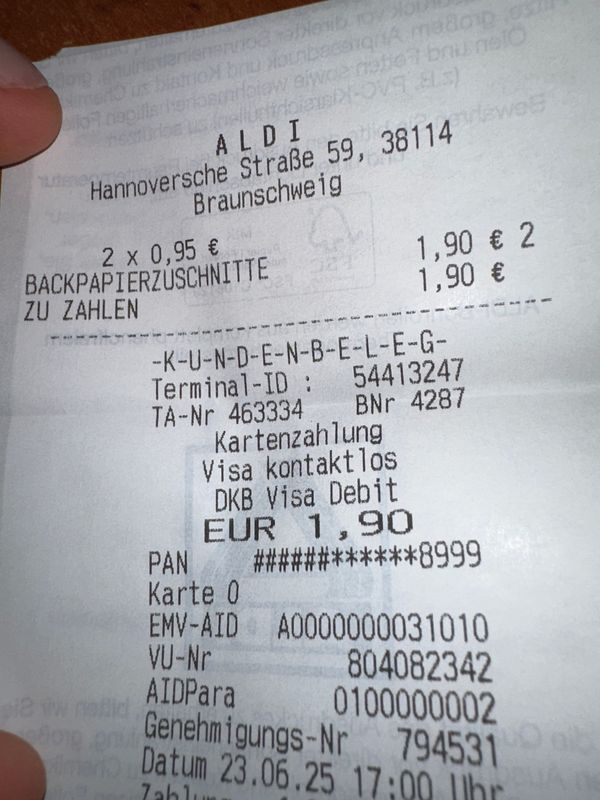 ALDI
Hannoversche Straße 59, 38114
Braunschweig
2 x 0,95 €
BACKPAPIERZUSCHNITTE 1,90 € 2
ZU ZAHLEN 1,90 €
-K-U-N-D-E-N-B-E-L-E-G-
Terminal-ID : 54413247
TA-Nr 463334 BNr 4287
Kartenzahlung
Visa kontaktlos
DKB Visa Debit
EUR 1,90
PAN ######******8999
Karte 0
EMV-AID A0000000031010
VU-Nr 804082342
AIDPara 0100000002
Genehmigungs-Nr 794531
Datum 23.06.25 17:00 Uhr